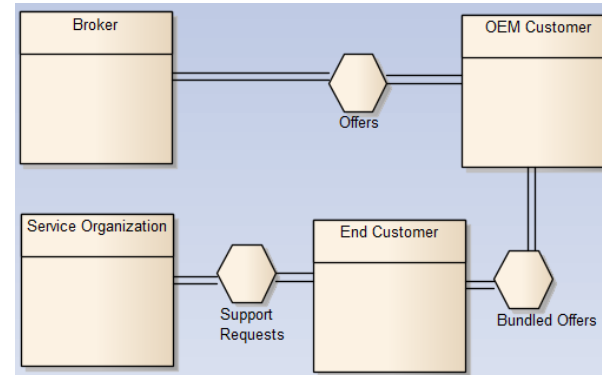 Broker
OEM Customer
Offers
Service Organization
End Customer
Support
Requests
Bundled Offers